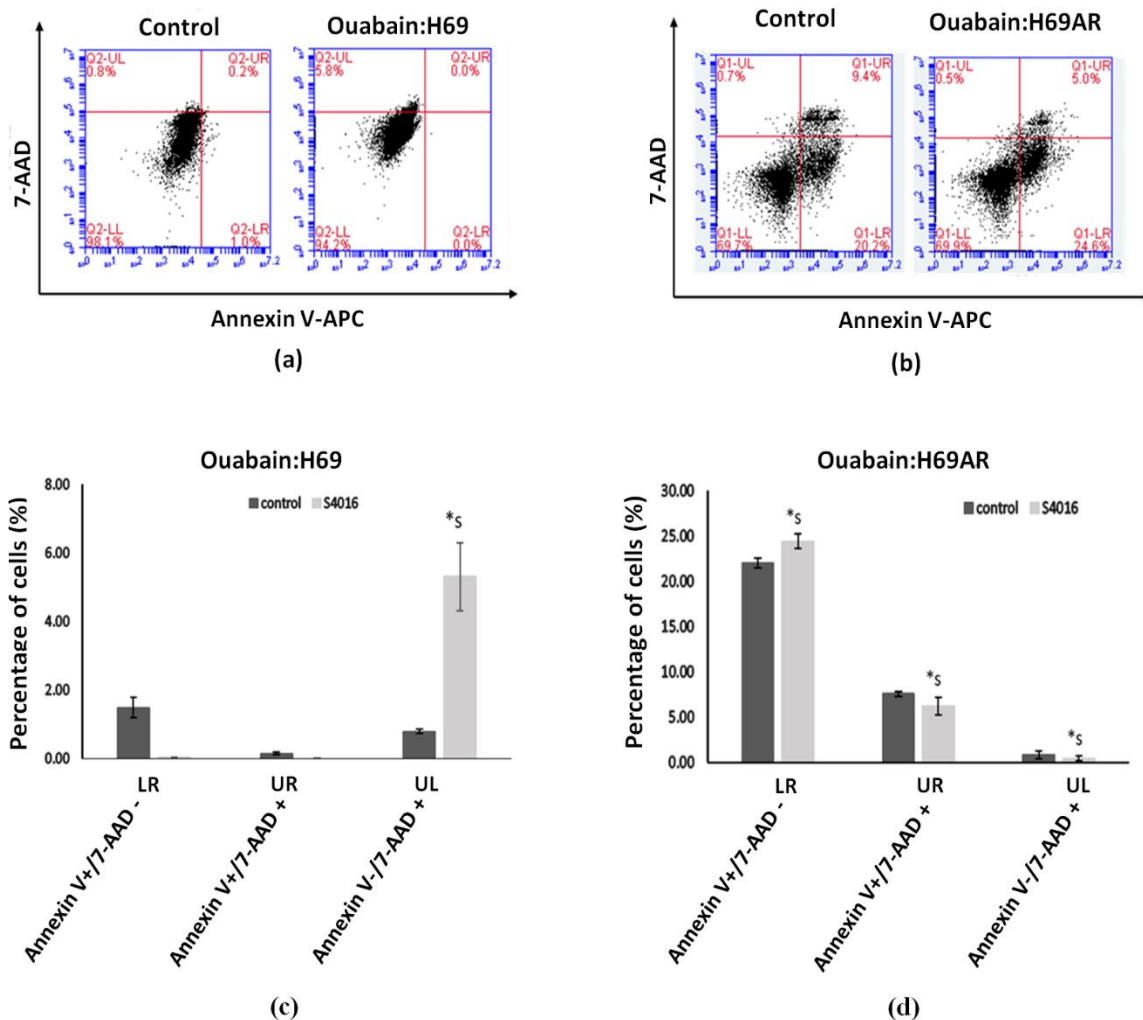 Control
Ouabain:H69
Q2-UL
0.8%
Q2-UR
0.2%
Q2-LL
98.1%
Q2-LR
1.0%
Q2-UL
5.8%
Q2-UR
0.0%
Q2-LL
94.2%
Q2-LR
0.0%
7-AAD
Annexin V-APC
(a)
Control
Ouabain:H69AR
Q1-UL
0.7%
Q1-UR
9.4%
Q1-LL
69.7%
Q1-LR
20.2%
Q1-UL
0.5%
Q1-UR
5.0%
Q1-LL
69.9%
Q1-LR
24.6%
7-AAD
Annexin V-APC
(b)
Ouabain:H69
Percentage of cells (%)
8.00
6.00
4.00
2.00
0.00
control
S4016
*S
LR
UR
UL
Annexin V+/7-AAD -
Annexin V+/7-AAD +
Annexin V-/7-AAD +
(c)
Ouabain:H69AR
Percentage of cells (%)
30.00
25.00
20.00
15.00
10.00
5.00
0.00
control
S4016
*S
*S
*S
LR
UR
UL
Annexin V+/7-AAD -
Annexin V+/7-AAD +
Annexin V-/7-AAD +
(d)